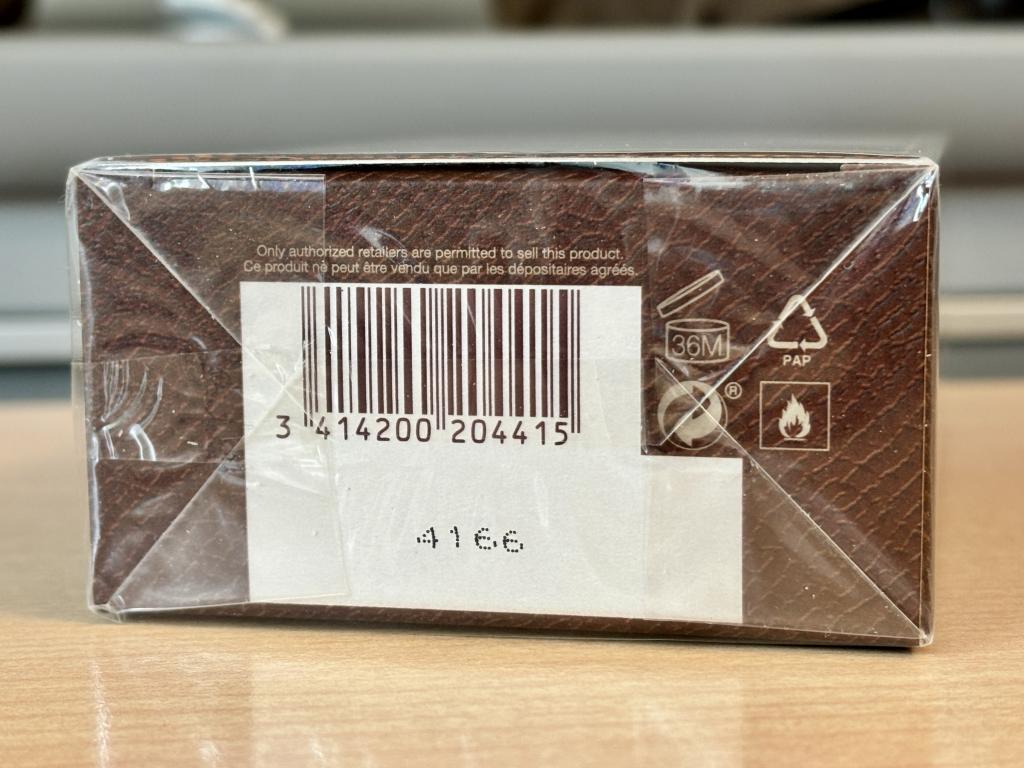 Only authorized retailers are permitted to sell this product.
Ce produit ne peut être vendu que par les dépositaires agréés.
36M
PAP
®
3 414200 204415
4166